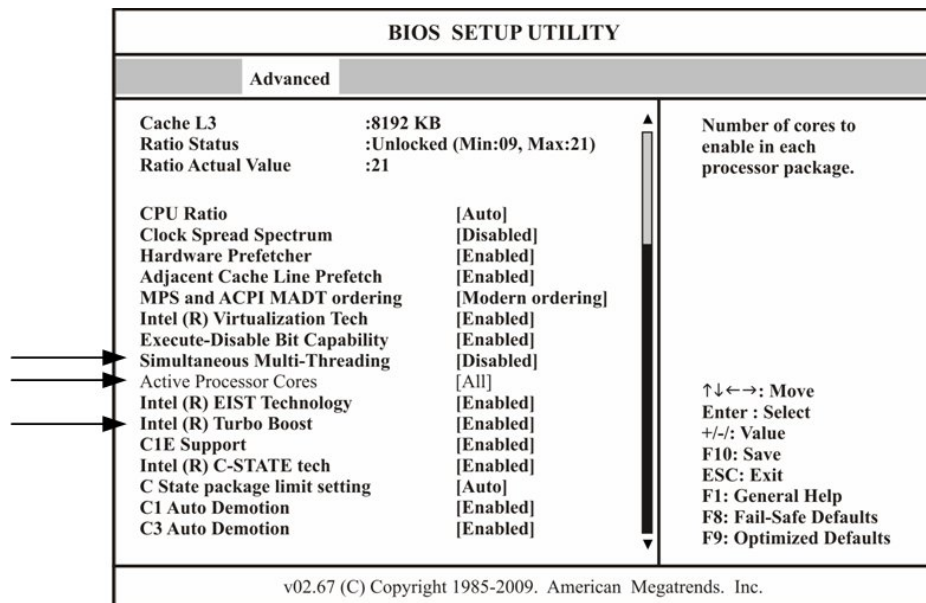 BIOS SETUP UTILITY
Advanced
Cache L3 :8192 KB
Ratio Status :Unlocked (Min:09, Max:21)
Ratio Actual Value :21
CPU Ratio [Auto]
Clock Spread Spectrum [Disabled]
Hardware Prefetcher [Enabled]
Adjacent Cache Line Prefetch [Enabled]
MPS and ACPI MADT ordering [Modern ordering]
Intel (R) Virtualization Tech [Enabled]
Execute-Disable Bit Capability [Enabled]
Simultaneous Multi-Threading [Disabled]
Active Processor Cores [All]
Intel (R) EIST Technology [Enabled]
Intel (R) Turbo Boost [Enabled]
C1E Support [Enabled]
Intel (R) C-STATE tech [Enabled]
C State package limit setting [Auto]
C1 Auto Demotion [Enabled]
C3 Auto Demotion [Enabled]
Number of cores to
enable in each
processor package.
↑↓←→: Move
Enter : Select
+/-/: Value
F10: Save
ESC: Exit
F1: General Help
F8: Fail-Safe Defaults
F9: Optimized Defaults
v02.67 (C) Copyright 1985-2009. American Megatrends. Inc.